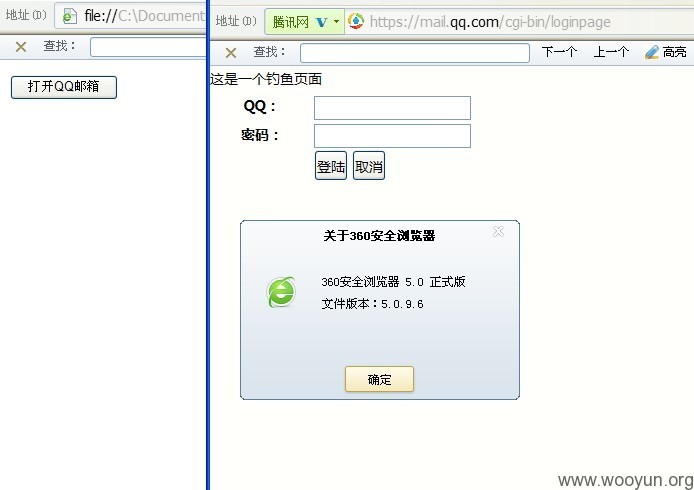 地址(D) file://C:\Document
查找：
打开QQ邮箱
地址(D) 腾讯网 V https://mail.qq.com/cgi-bin/loginpage
查找： 下一个 上一个 高亮
这是一个钓鱼页面
QQ：
密码：
登陆 取消
关于360安全浏览器
360安全浏览器 5.0 正式版
文件版本：5.0.9.6
确定
www.wooyun.org